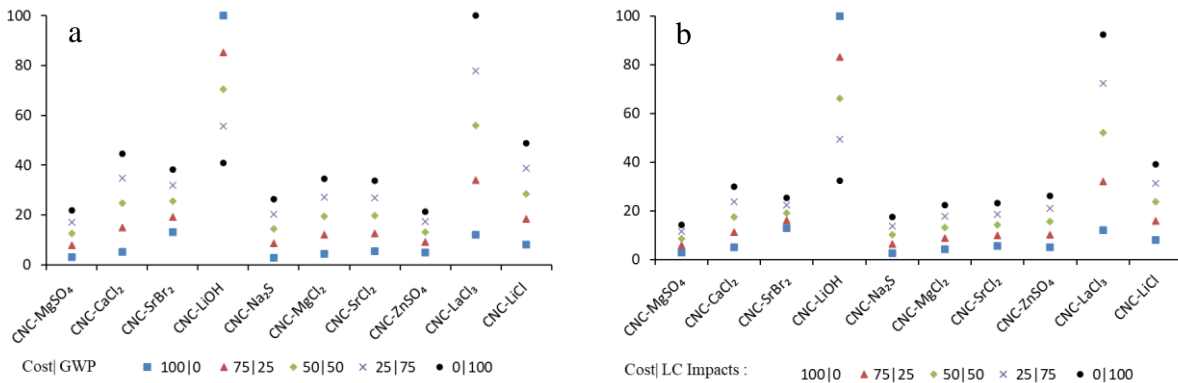 a
100
80
60
40
20
0
CNC-MgSO₄
CNC-CaCl₂
CNC-SrBr₂
CNC-LiOH
CNC-Na₂S
CNC-MgCl₂
CNC-SrCl₂
CNC-ZnSO₄
CNC-LaCl₃
CNC-LiCl
Cost| GWP 100|0 75|25 50|50 25|75 0|100
b
100
80
60
40
20
0
CNC-MgSO₄
CNC-CaCl₂
CNC-SrBr₂
CNC-LiOH
CNC-Na₂S
CNC-MgCl₂
CNC-SrCl₂
CNC-ZnSO₄
CNC-LaCl₃
CNC-LiCl
Cost| LC Impacts : 100|0 75|25 50|50 25|75 0|100